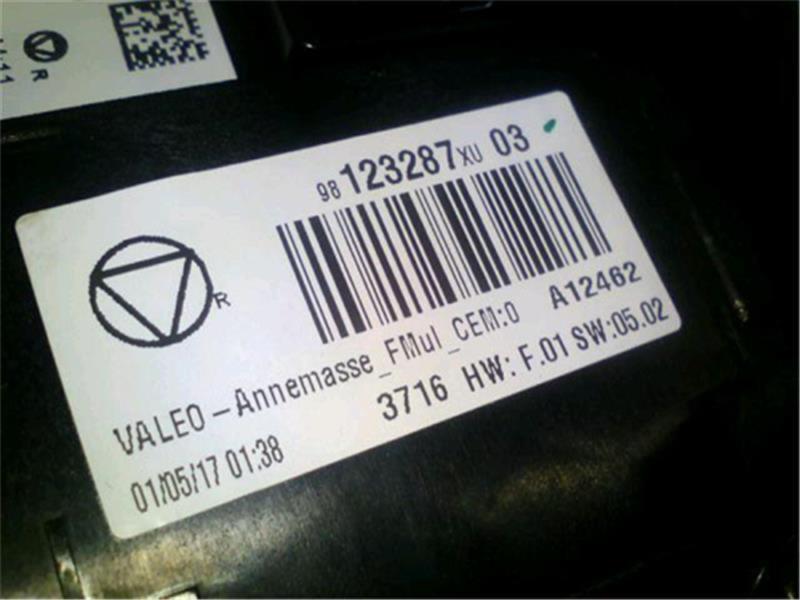 R
98 123287 XU 03
R
A12462
VALEO - Annemasse_FMul_CEM:0
3716 HW: F.01 SW:05.02
01/05/17 01:38